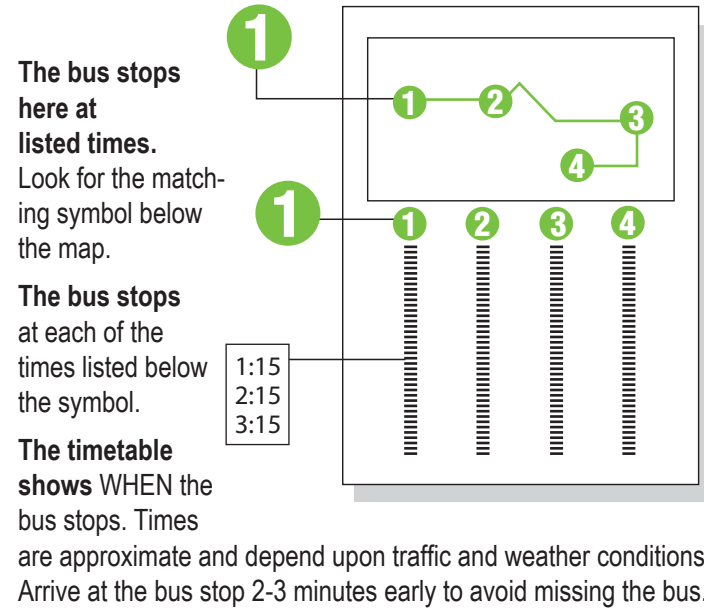 1
The bus stops
here at
listed times.
Look for the match-
ing symbol below
the map.
1 2 3
4
1
1 2 3 4
The bus stops
at each of the
times listed below
the symbol.
1:15
2:15
3:15
The timetable
shows WHEN the
bus stops. Times
are approximate and depend upon traffic and weather conditions
Arrive at the bus stop 2-3 minutes early to avoid missing the bus.